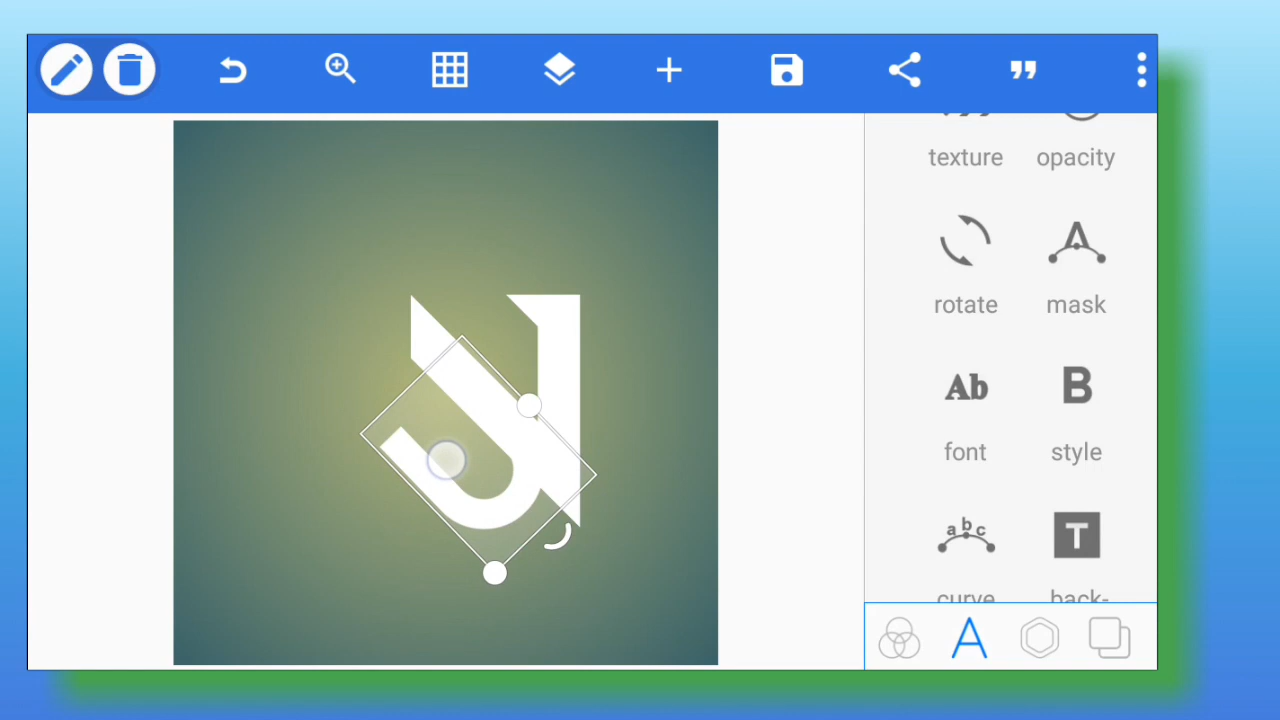 texture opacity
rotate mask
Ab B
font style
abc T
curve back-